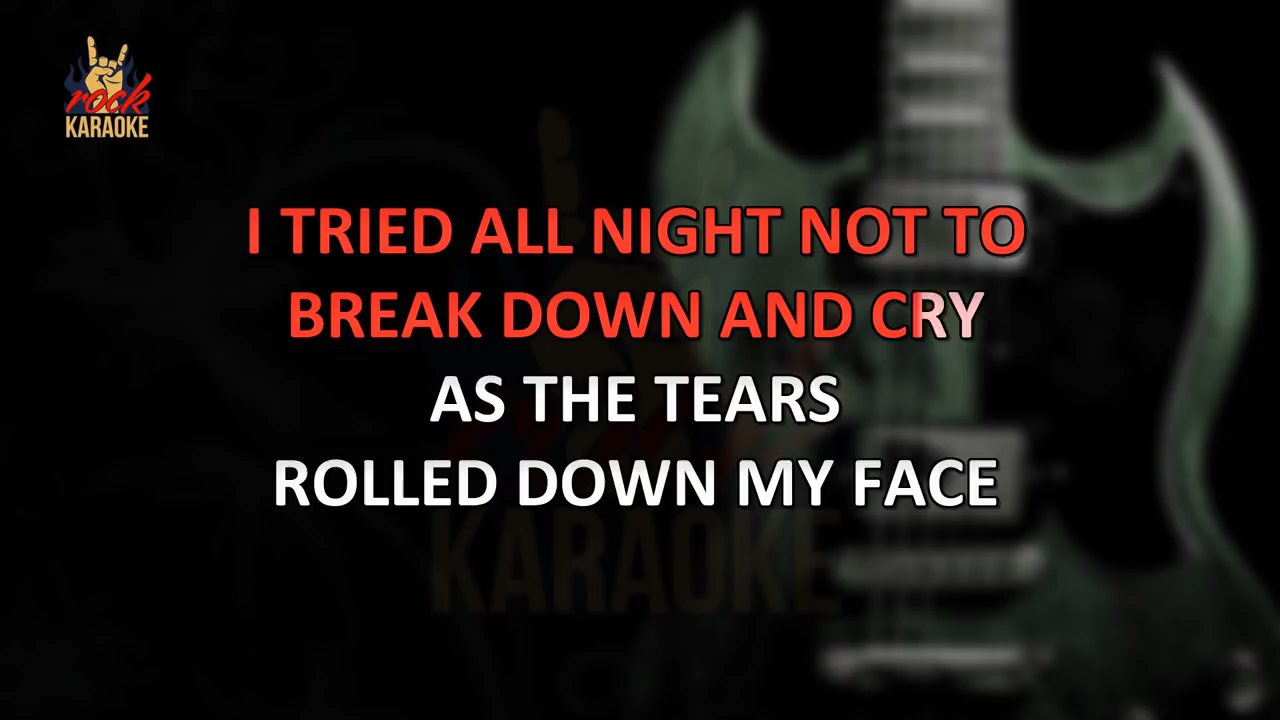 rock
KARAOKE
I TRIED ALL NIGHT NOT TO
BREAK DOWN AND CRY
AS THE TEARS
ROLLED DOWN MY FACE
KARAOKE